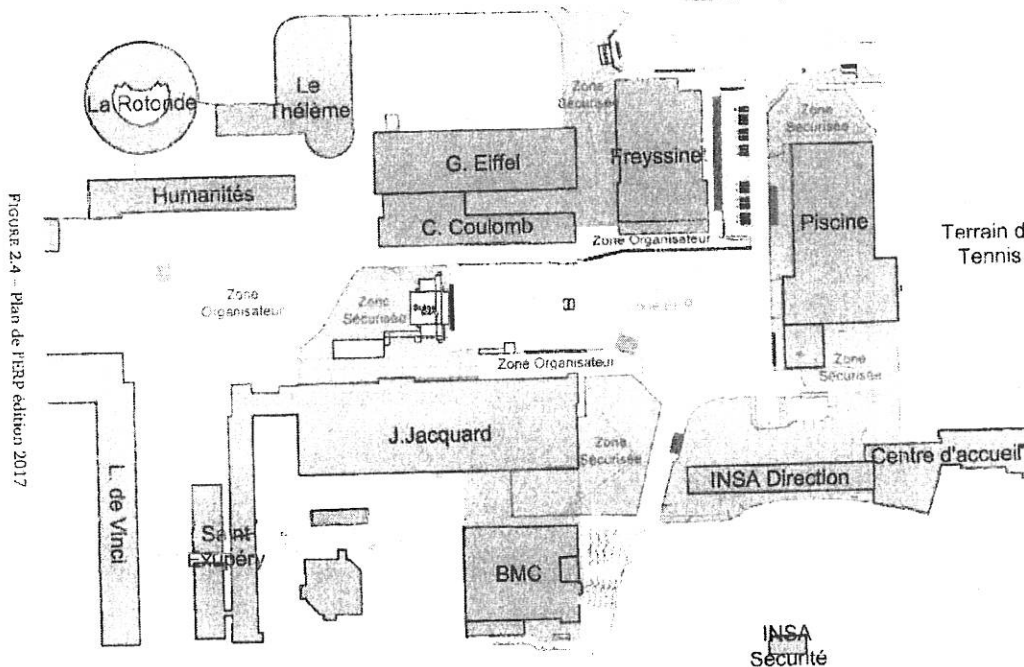 La Rotonde
Le
Thélème
Zone
Sécurisée
Zone
Sécurisée
G. Eiffel
Freyssinet
Humanités
C. Coulomb
Piscine
Zone Organisateur
Terrain d
Tennis
Zone
Organisateur
Zone
Sécurisée
Zone Organisateur
Zone
Sécurisée
J.Jacquard
Zone
Sécurisée
Centre d'accueil
INSA Direction
L. de Vinci
Saint
Exupéry
BMC
INSA
Sécurité
FIGURE 2.4 – Plan de l'ERP édition 2017